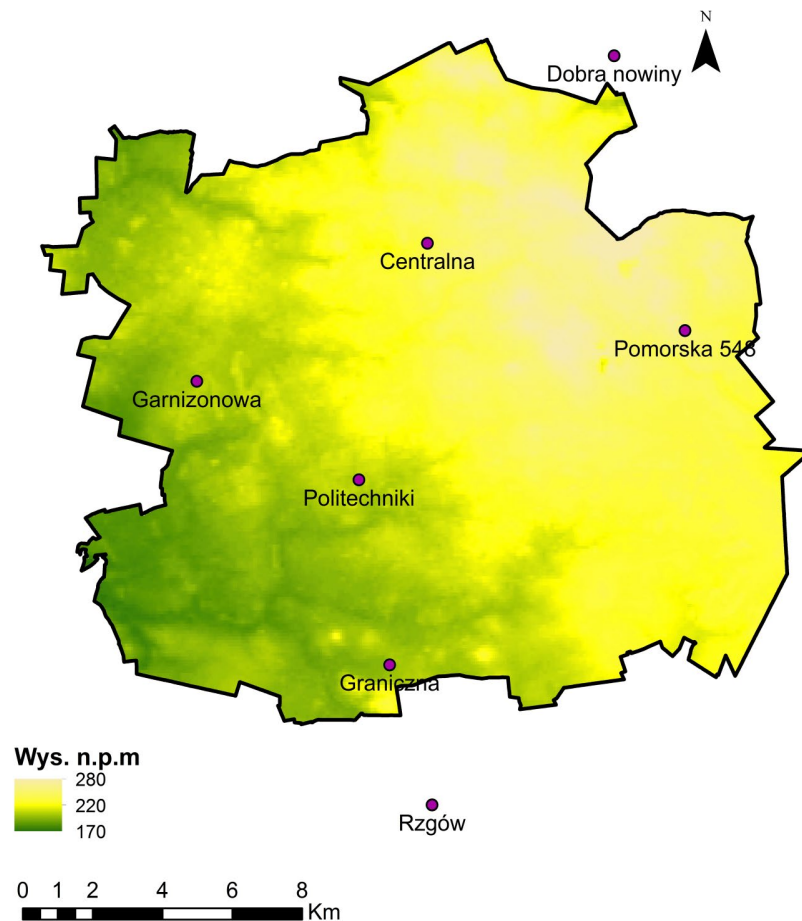 N
Dobra nowiny
Centralna
Pomorska 548
Garnizonowa
Politechniki
Graniczna
Wys. n.p.m
280
220
170
Rzgów
0 1 2 4 6 8
Km